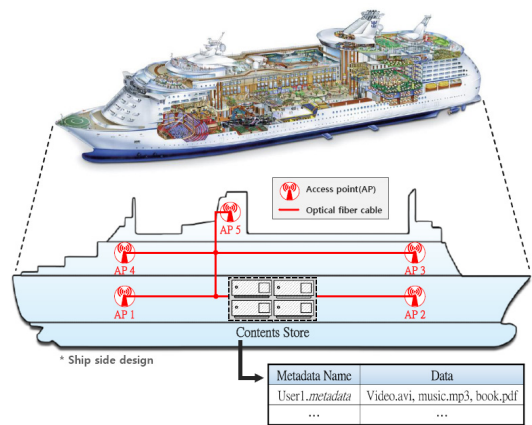 Access point(AP)
Optical fiber cable
AP 5
AP 4
AP 3
AP 1
AP 2
Contents Store
* Ship side design
Metadata Name Data
User1.metadata Video.avi, music.mp3, book.pdf
... ...